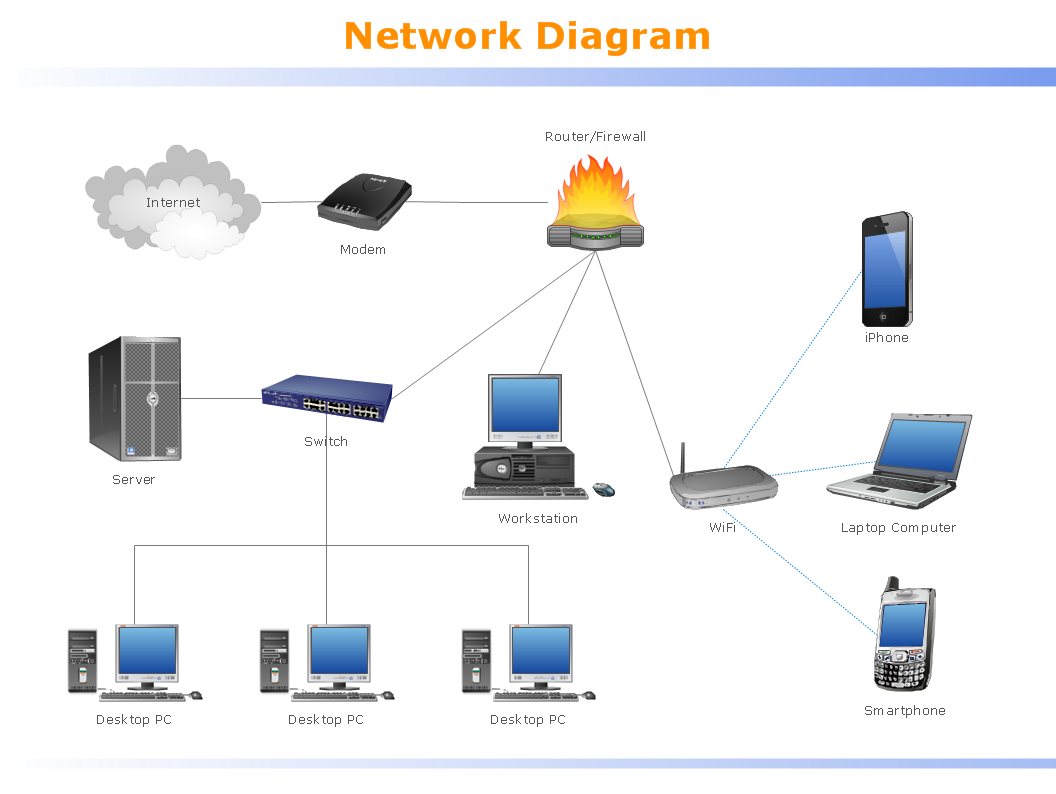 Network Diagram
Router/Firewall
Internet
Modem
iPhone
Switch
Server
Workstation
WiFi
Laptop Computer
Smartphone
Desktop PC
Desktop PC
Desktop PC